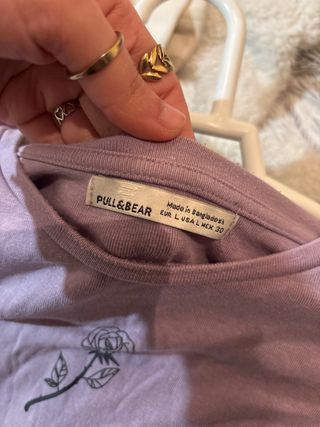 PULL&BEAR
Made in Bangladesh
EUR L USA L MEX 30